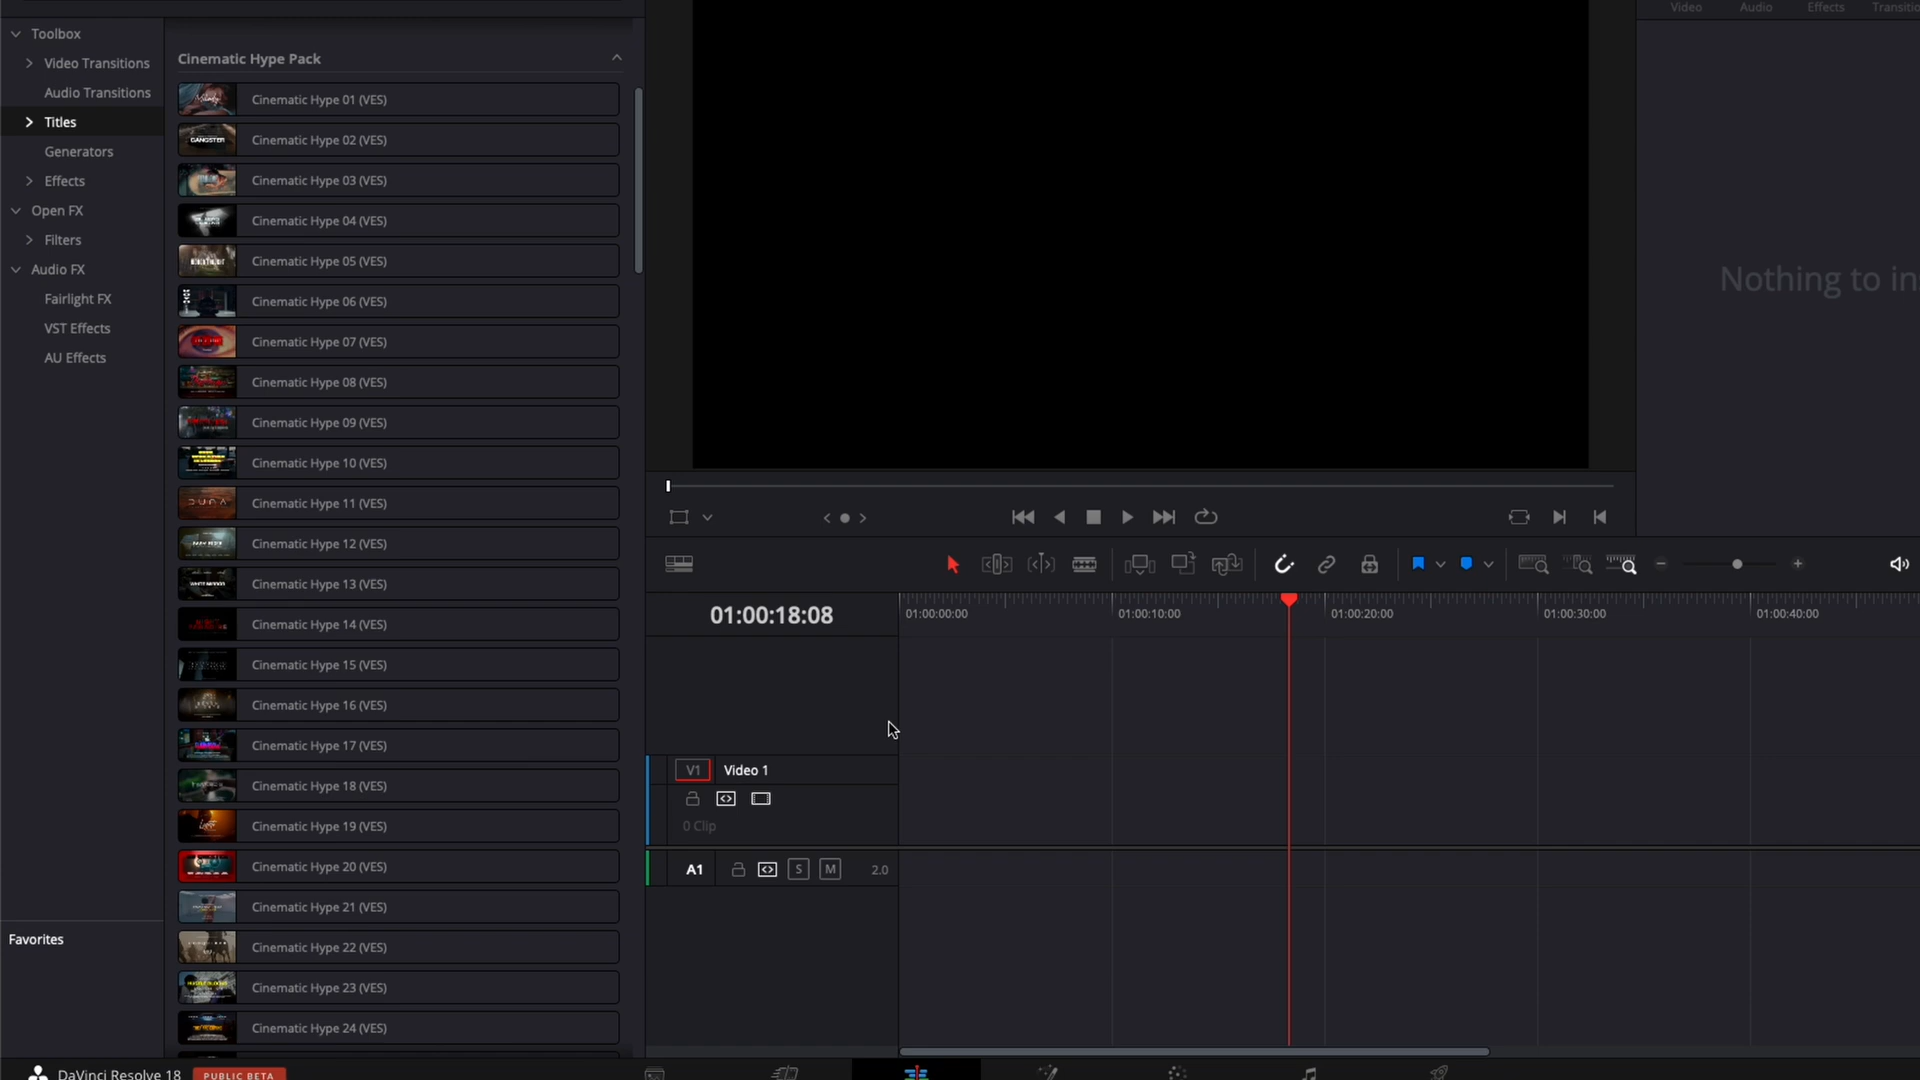 Toolbox
Video Transitions
Audio Transitions
Titles
Generators
Effects
Open FX
Filters
Audio FX
Fairlight FX
VST Effects
AU Effects
Favorites
Cinematic Hype Pack
Cinematic Hype 01 (VES)
GANGSTER
Cinematic Hype 02 (VES)
Cinematic Hype 03 (VES)
Cinematic Hype 04 (VES)
Cinematic Hype 05 (VES)
Cinematic Hype 06 (VES)
Cinematic Hype 07 (VES)
Cinematic Hype 08 (VES)
Cinematic Hype 09 (VES)
Cinematic Hype 10 (VES)
Cinematic Hype 11 (VES)
Cinematic Hype 12 (VES)
Cinematic Hype 13 (VES)
Cinematic Hype 14 (VES)
Cinematic Hype 15 (VES)
Cinematic Hype 16 (VES)
Cinematic Hype 17 (VES)
Cinematic Hype 18 (VES)
Cinematic Hype 19 (VES)
Cinematic Hype 20 (VES)
Cinematic Hype 21 (VES)
Cinematic Hype 22 (VES)
Cinematic Hype 23 (VES)
Cinematic Hype 24 (VES)
Video Audio Effects Transitio
Nothing to in
01:00:18:08
01:00:00:00 01:00:10:00 01:00:20:00 01:00:30:00 01:00:40:00
V1 Video 1
0 Clip
A1 S M 2.0
DaVinci Resolve 18 PUBLIC BETA